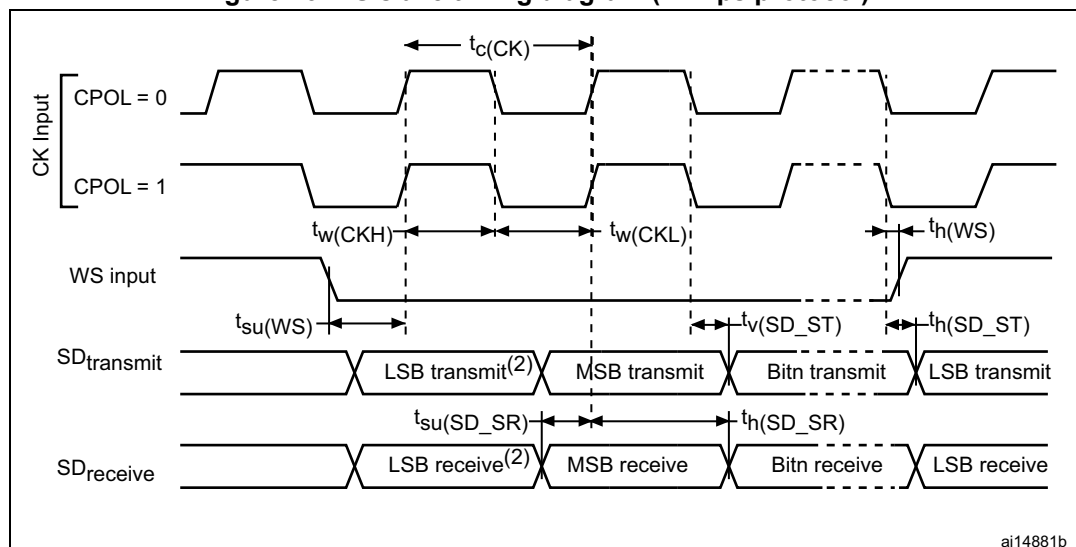 tc(CK)
CK Input
CPOL = 0
CPOL = 1
tw(CKH)
tw(CKL)
th(WS)
WS input
tsu(WS)
tv(SD_ST)
th(SD_ST)
SDtransmit
LSB transmit(2)
MSB transmit
Bitn transmit
LSB transmit
tsu(SD_SR)
th(SD_SR)
SDreceive
LSB receive(2)
MSB receive
Bitn receive
LSB receive
ai14881b